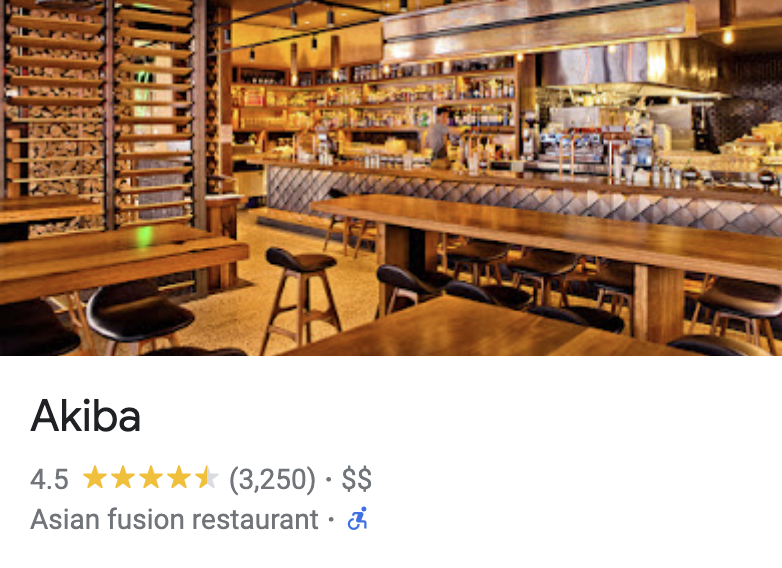 Akiba
4.5 ★★★★⯪ (3,250) · $$
Asian fusion restaurant ·